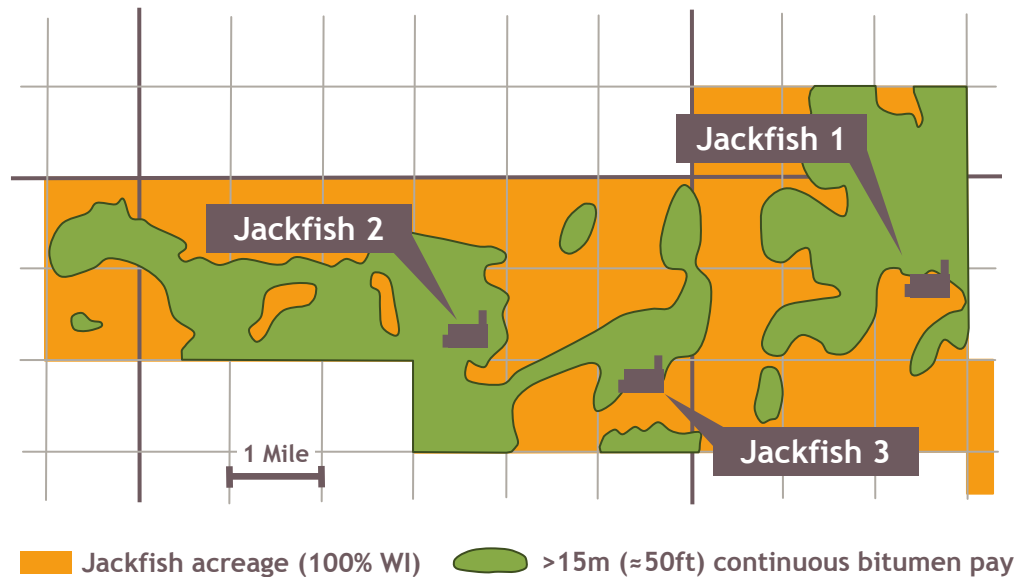 Jackfish 1
Jackfish 2
Jackfish 3
1 Mile
Jackfish acreage (100% WI)
>15m (≈50ft) continuous bitumen pay